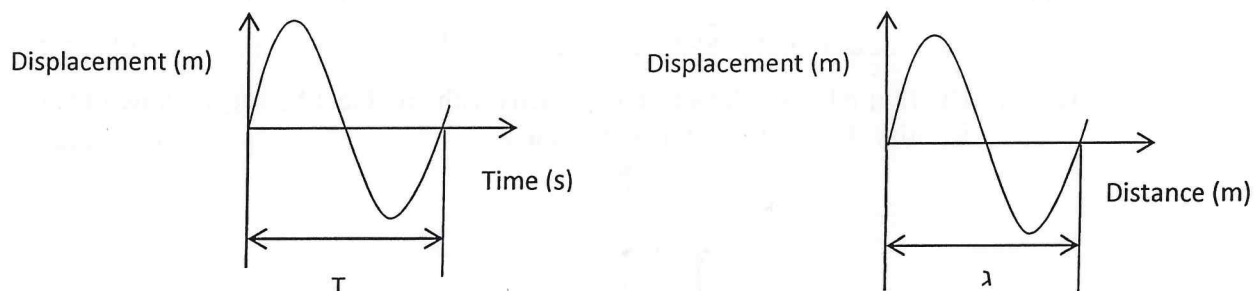 Displacement (m)
Time (s)
T
Displacement (m)
Distance (m)
λ